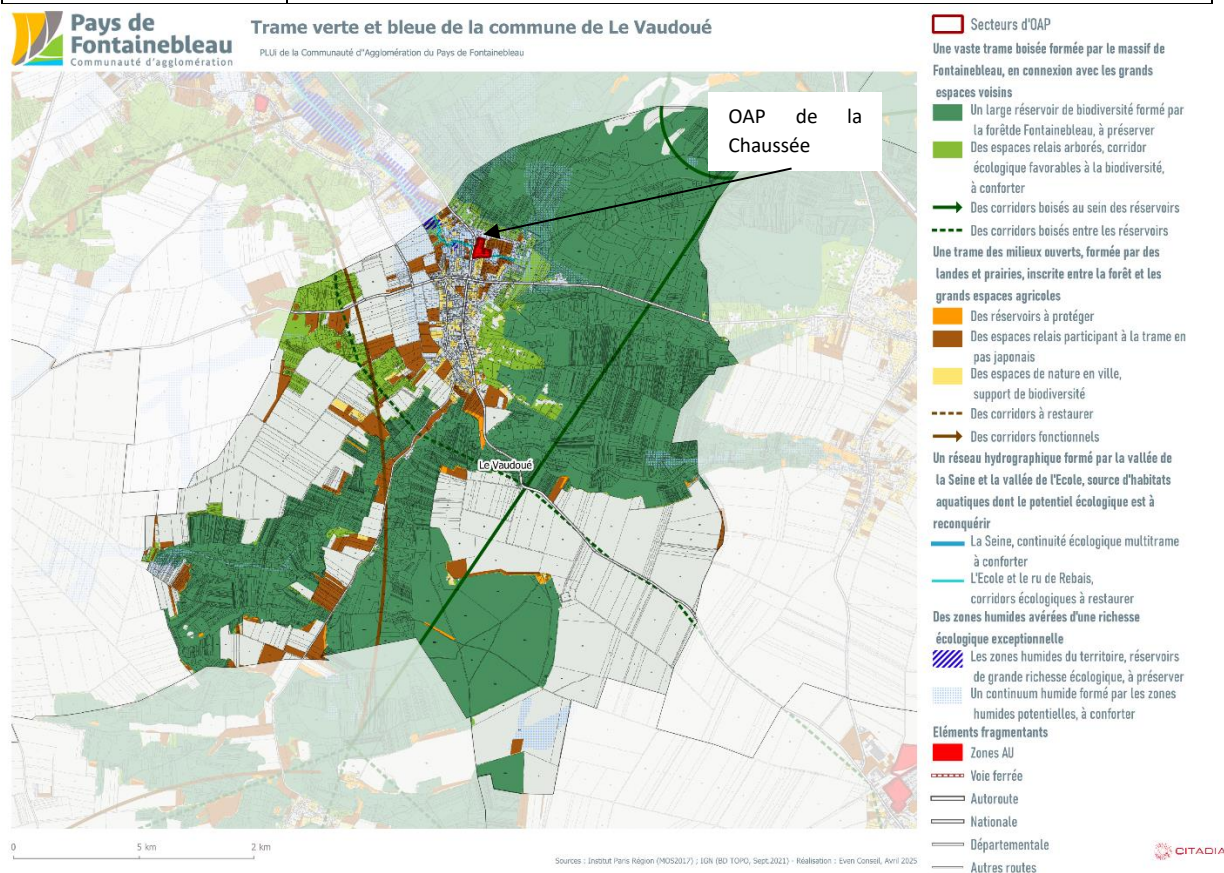 Pays de
Fontainebleau
Communauté d'agglomération
Trame verte et bleue de la commune de Le Vaudoué
PLUi de la Communauté d''Agglomération du Pays de Fontainebleau
OAP de la
Chaussée
Le Vaudoué
0 5 km 2 km
Sources : Institut Paris Région (MOS2017) ; IGN (BD TOPO, Sept.2021) - Réalisation : Even Conseil, Avril 2025
Secteurs d'OAP
Une vaste trame boisée formée par le massif de
Fontainebleau, en connexion avec les grands
espaces voisins
Un large réservoir de biodiversité formé par
la forêtde Fontainebleau, à préserver
Des espaces relais arborés, corridor
écologique favorables à la biodiversité,
à conforter
Des corridors boisés au sein des réservoirs
Des corridors boisés entre les réservoirs
Une trame des milieux ouverts, formée par des
landes et prairies, inscrite entre la forêt et les
grands espaces agricoles
Des réservoirs à protéger
Des espaces relais participant à la trame en
pas japonais
Des espaces de nature en ville,
support de biodiversité
Des corridors à restaurer
Des corridors fonctionnels
Un réseau hydrographique formé par la vallée de
la Seine et la vallée de l'Ecole, source d'habitats
aquatiques dont le potentiel écologique est à
reconquérir
La Seine, continuité écologique multitrame
à conforter
L'Ecole et le ru de Rebais,
corridors écologiques à restaurer
Des zones humides avérées d'une richesse
écologique exceptionnelle
Les zones humides du territoire, réservoirs
de grande richesse écologique, à préserver
Un continuum humide formé par les zones
humides potentielles, à conforter
Eléments fragmentants
Zones AU
Voie ferrée
Autoroute
Nationale
Départementale
Autres routes
CITADIA